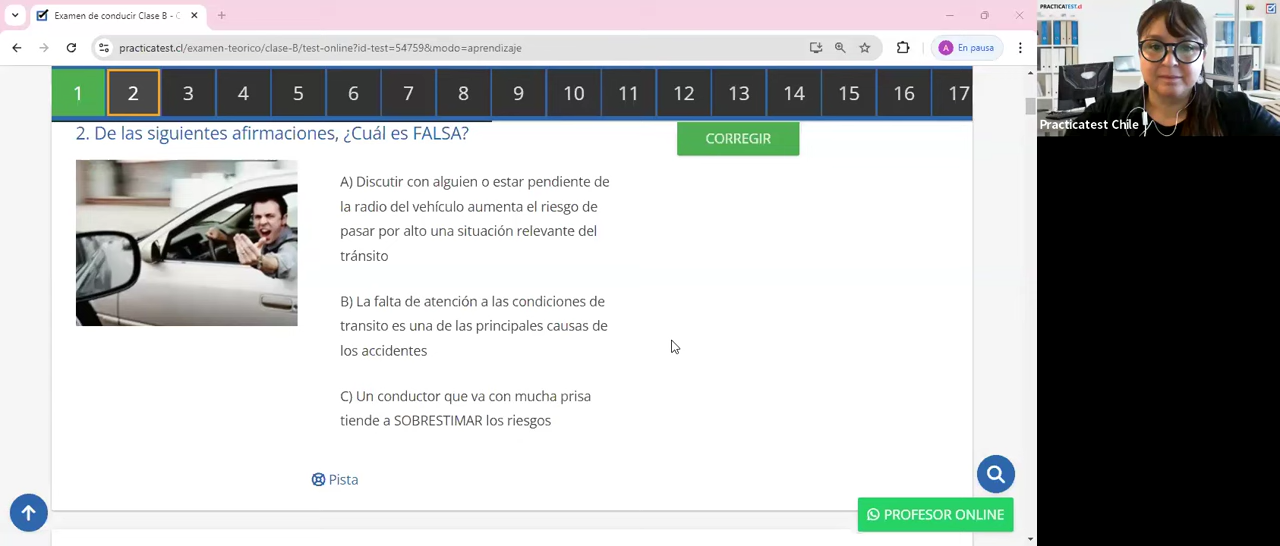 Examen de conducir Clase B - C
practicatest.cl/examen-teorico/clase-B/test-online?id-test=54759&modo=aprendizaje
A En pausa
1 2 3 4 5 6 7 8 9 10 11 12 13 14 15 16 17
2. De las siguientes afirmaciones, ¿Cuál es FALSA?
CORREGIR
A) Discutir con alguien o estar pendiente de
la radio del vehículo aumenta el riesgo de
pasar por alto una situación relevante del
tránsito
B) La falta de atención a las condiciones de
transito es una de las principales causas de
los accidentes
C) Un conductor que va con mucha prisa
tiende a SOBRESTIMAR los riesgos
Pista
PROFESOR ONLINE
PRACTICATEST.cl
Practicatest Chile